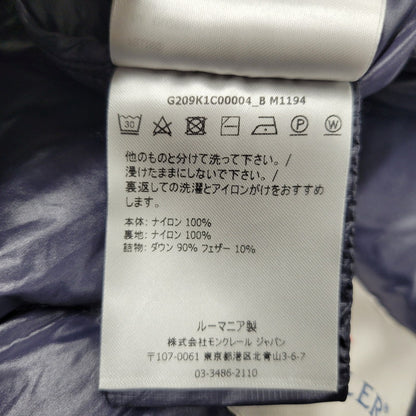 G209K1C00004_B M1194
30
P
W
他のものと分けて洗って下さい。/
浸けたままにしないで下さい。/
裏返しての洗濯とアイロンがけをおすすめ
します。
本体: ナイロン 100%
裏地: ナイロン 100%
詰物: ダウン 90% フェザー 10%
ルーマニア製
株式会社モンクレール ジャパン
〒107-0061 東京都港区北青山3-6-7
03-3486-2110
LER